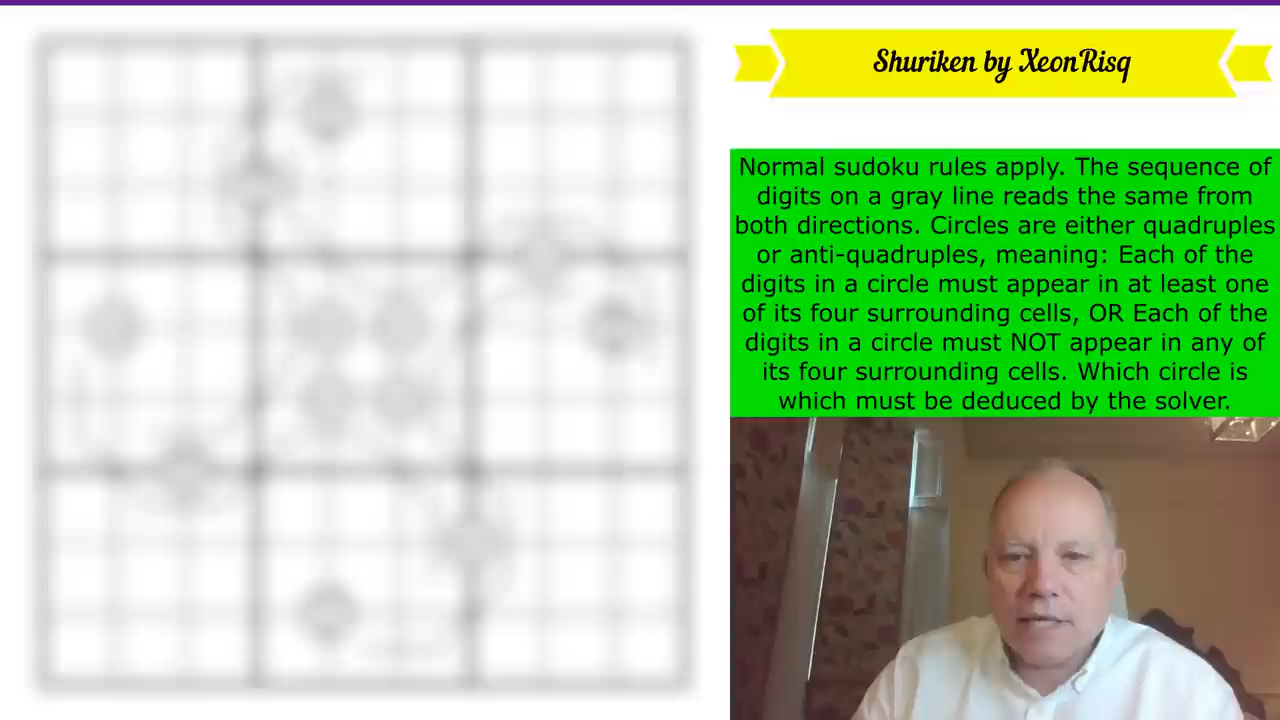 Shuriken by XeonRisq
Normal sudoku rules apply. The sequence of
digits on a gray line reads the same from
both directions. Circles are either quadruples
or anti-quadruples, meaning: Each of the
digits in a circle must appear in at least one
of its four surrounding cells, OR Each of the
digits in a circle must NOT appear in any of
its four surrounding cells. Which circle is
which must be deduced by the solver.